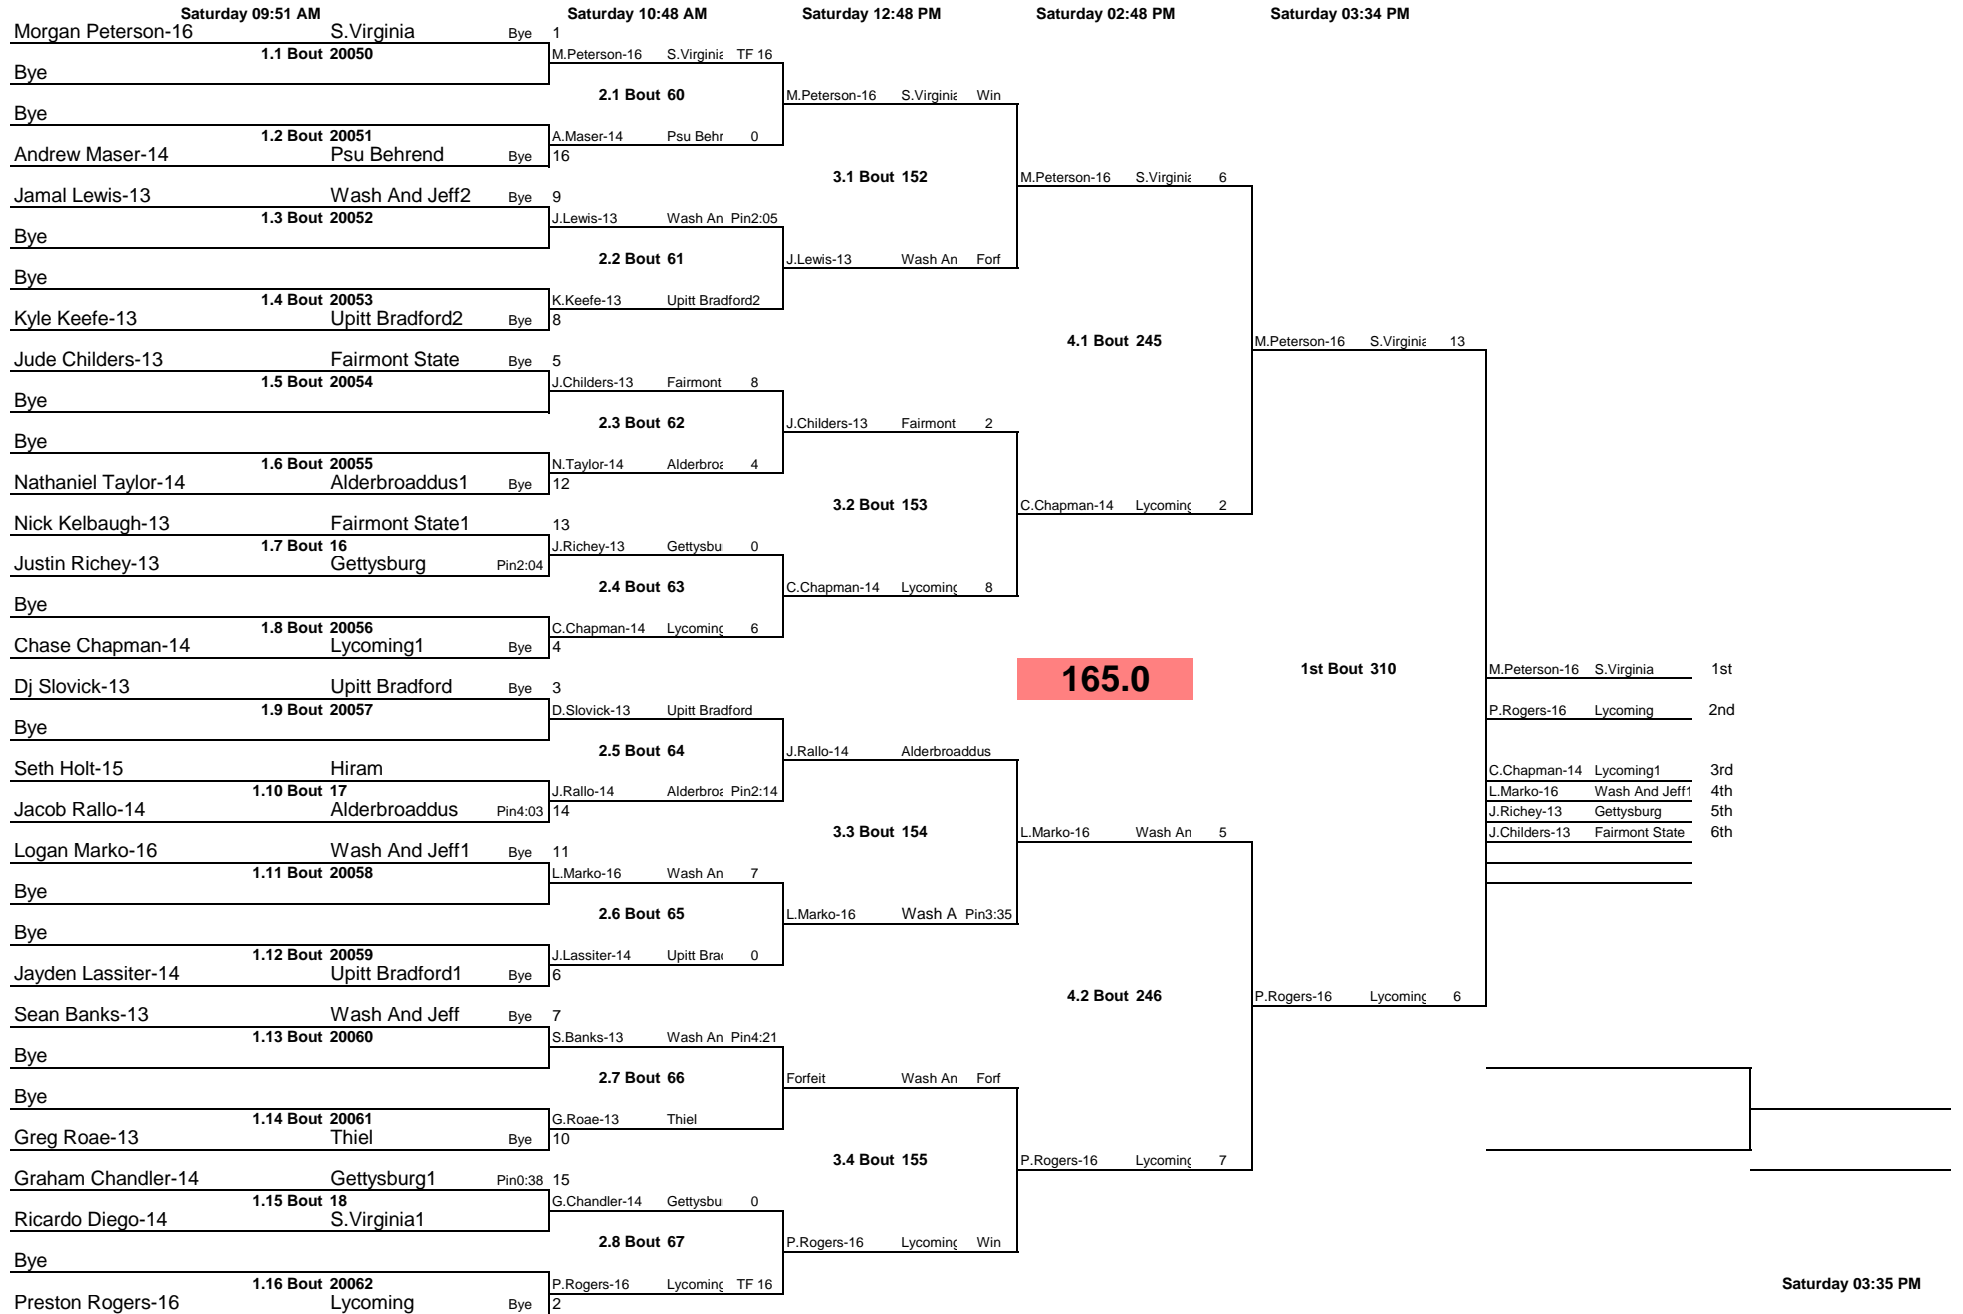 Saturday 09:51 AM
Saturday 10:48 AM
Saturday 12:48 PM
Saturday 02:48 PM
Saturday 03:34 PM
Morgan Peterson-16 S.Virginia Bye 1
1.1 Bout 20050
Bye
Bye
1.2 Bout 20051
Andrew Maser-14 Psu Behrend Bye 16
Jamal Lewis-13 Wash And Jeff2 Bye 9
1.3 Bout 20052
Bye
Bye
1.4 Bout 20053
Kyle Keefe-13 Upitt Bradford2 Bye 8
Jude Childers-13 Fairmont State Bye 5
1.5 Bout 20054
Bye
Bye
1.6 Bout 20055
Nathaniel Taylor-14 Alderbroaddus1 Bye 12
Nick Kelbaugh-13 Fairmont State1 13
1.7 Bout 16
Justin Richey-13 Gettysburg Pin2:04
Bye
1.8 Bout 20056
Chase Chapman-14 Lycoming1 Bye 4
Dj Slovick-13 Upitt Bradford Bye 3
1.9 Bout 20057
Bye
Seth Holt-15 Hiram
1.10 Bout 17
Jacob Rallo-14 Alderbroaddus Pin4:03 14
Logan Marko-16 Wash And Jeff1 Bye 11
1.11 Bout 20058
Bye
Bye
1.12 Bout 20059
Jayden Lassiter-14 Upitt Bradford1 Bye 6
Sean Banks-13 Wash And Jeff Bye 7
1.13 Bout 20060
Bye
Bye
1.14 Bout 20061
Greg Roae-13 Thiel Bye 10
Graham Chandler-14 Gettysburg1 Pin0:38 15
1.15 Bout 18
Ricardo Diego-14 S.Virginia1
Bye
1.16 Bout 20062
Preston Rogers-16 Lycoming Bye 2
M.Peterson-16 S.Virginia TF 16
2.1 Bout 60
A.Maser-14 Psu Behr 0
J.Lewis-13 Wash An Pin2:05
2.2 Bout 61
K.Keefe-13 Upitt Bradford2
J.Childers-13 Fairmont 8
2.3 Bout 62
N.Taylor-14 Alderbroa 4
J.Richey-13 Gettysbu 0
2.4 Bout 63
C.Chapman-14 Lycoming 6
D.Slovick-13 Upitt Bradford
2.5 Bout 64
J.Rallo-14 Alderbroa Pin2:14
L.Marko-16 Wash An 7
2.6 Bout 65
J.Lassiter-14 Upitt Brad 0
S.Banks-13 Wash An Pin4:21
2.7 Bout 66
G.Roae-13 Thiel
G.Chandler-14 Gettysbu 0
2.8 Bout 67
P.Rogers-16 Lycoming TF 16
M.Peterson-16 S.Virginia Win
3.1 Bout 152
J.Lewis-13 Wash An Forf
J.Childers-13 Fairmont 2
3.2 Bout 153
C.Chapman-14 Lycoming 8
J.Rallo-14 Alderbroaddus
3.3 Bout 154
L.Marko-16 Wash A Pin3:35
Forfeit Wash An Forf
3.4 Bout 155
P.Rogers-16 Lycoming Win
M.Peterson-16 S.Virginia 6
4.1 Bout 245
C.Chapman-14 Lycoming 2
165.0
L.Marko-16 Wash An 5
4.2 Bout 246
P.Rogers-16 Lycoming 7
M.Peterson-16 S.Virginia 13
1st Bout 310
P.Rogers-16 Lycoming 6
M.Peterson-16 S.Virginia 1st
P.Rogers-16 Lycoming 2nd
C.Chapman-14 Lycoming1 3rd
L.Marko-16 Wash And Jeff1 4th
J.Richey-13 Gettysburg 5th
J.Childers-13 Fairmont State 6th
Saturday 03:35 PM